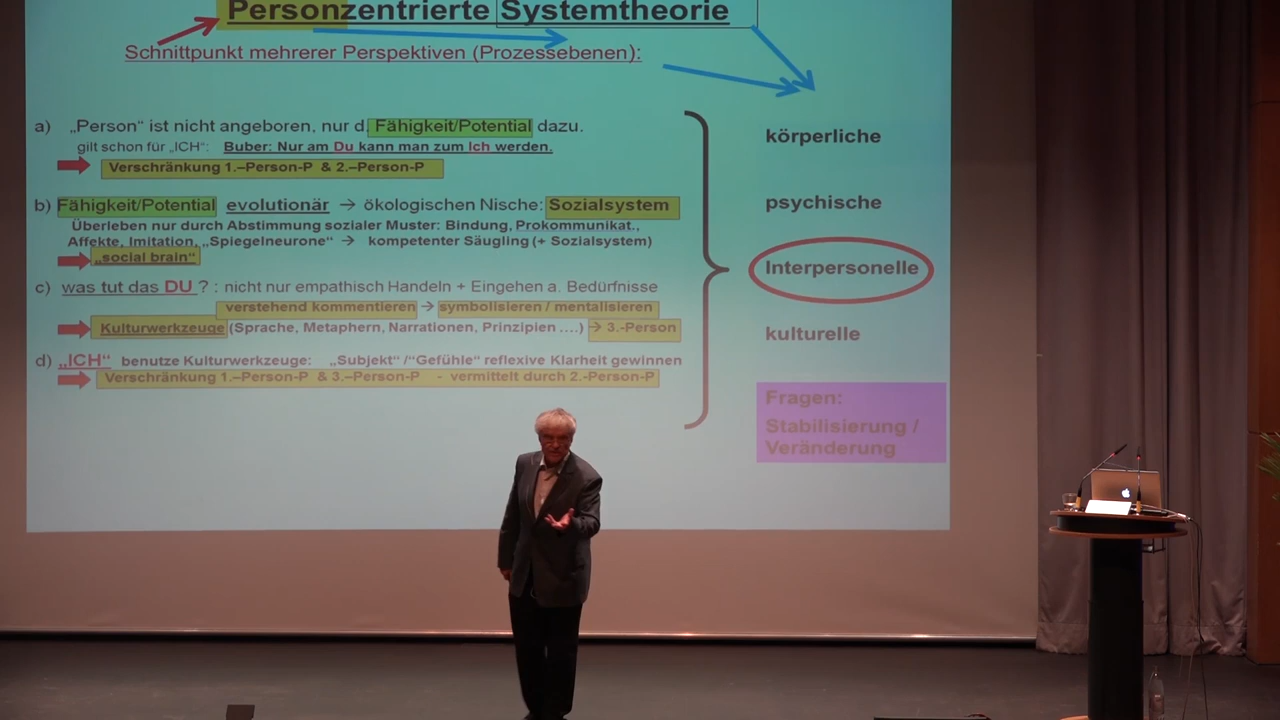 Personzentrierte Systemtheorie
Schnittpunkt mehrerer Perspektiven (Prozessebenen):
a) „Person“ ist nicht angeboren, nur d. Fähigkeit/Potential dazu.
gilt schon für „ICH“: Buber: Nur am Du kann man zum Ich werden.
Verschränkung 1.–Person-P & 2.–Person-P
b) Fähigkeit/Potential evolutionär → ökologischen Nische: Sozialsystem
Überleben nur durch Abstimmung sozialer Muster: Bindung, Prokommunikat.,
Affekte, Imitation, „Spiegelneurone“ → kompetenter Säugling (+ Sozialsystem)
„social brain“
c) was tut das DU ? : nicht nur empathisch Handeln + Eingehen a. Bedürfnisse
verstehend kommentieren → symbolisieren / mentalisieren
Kulturwerkzeuge (Sprache, Metaphern, Narrationen, Prinzipien ….) → 3.-Person
d) „ICH“ benutze Kulturwerkzeuge: „Subjekt“ /“Gefühle“ reflexive Klarheit gewinnen
Verschränkung 1.–Person-P & 3.–Person-P - vermittelt durch 2.-Person-P
körperliche
psychische
Interpersonelle
kulturelle
Fragen:
Stabilisierung /
Veränderung